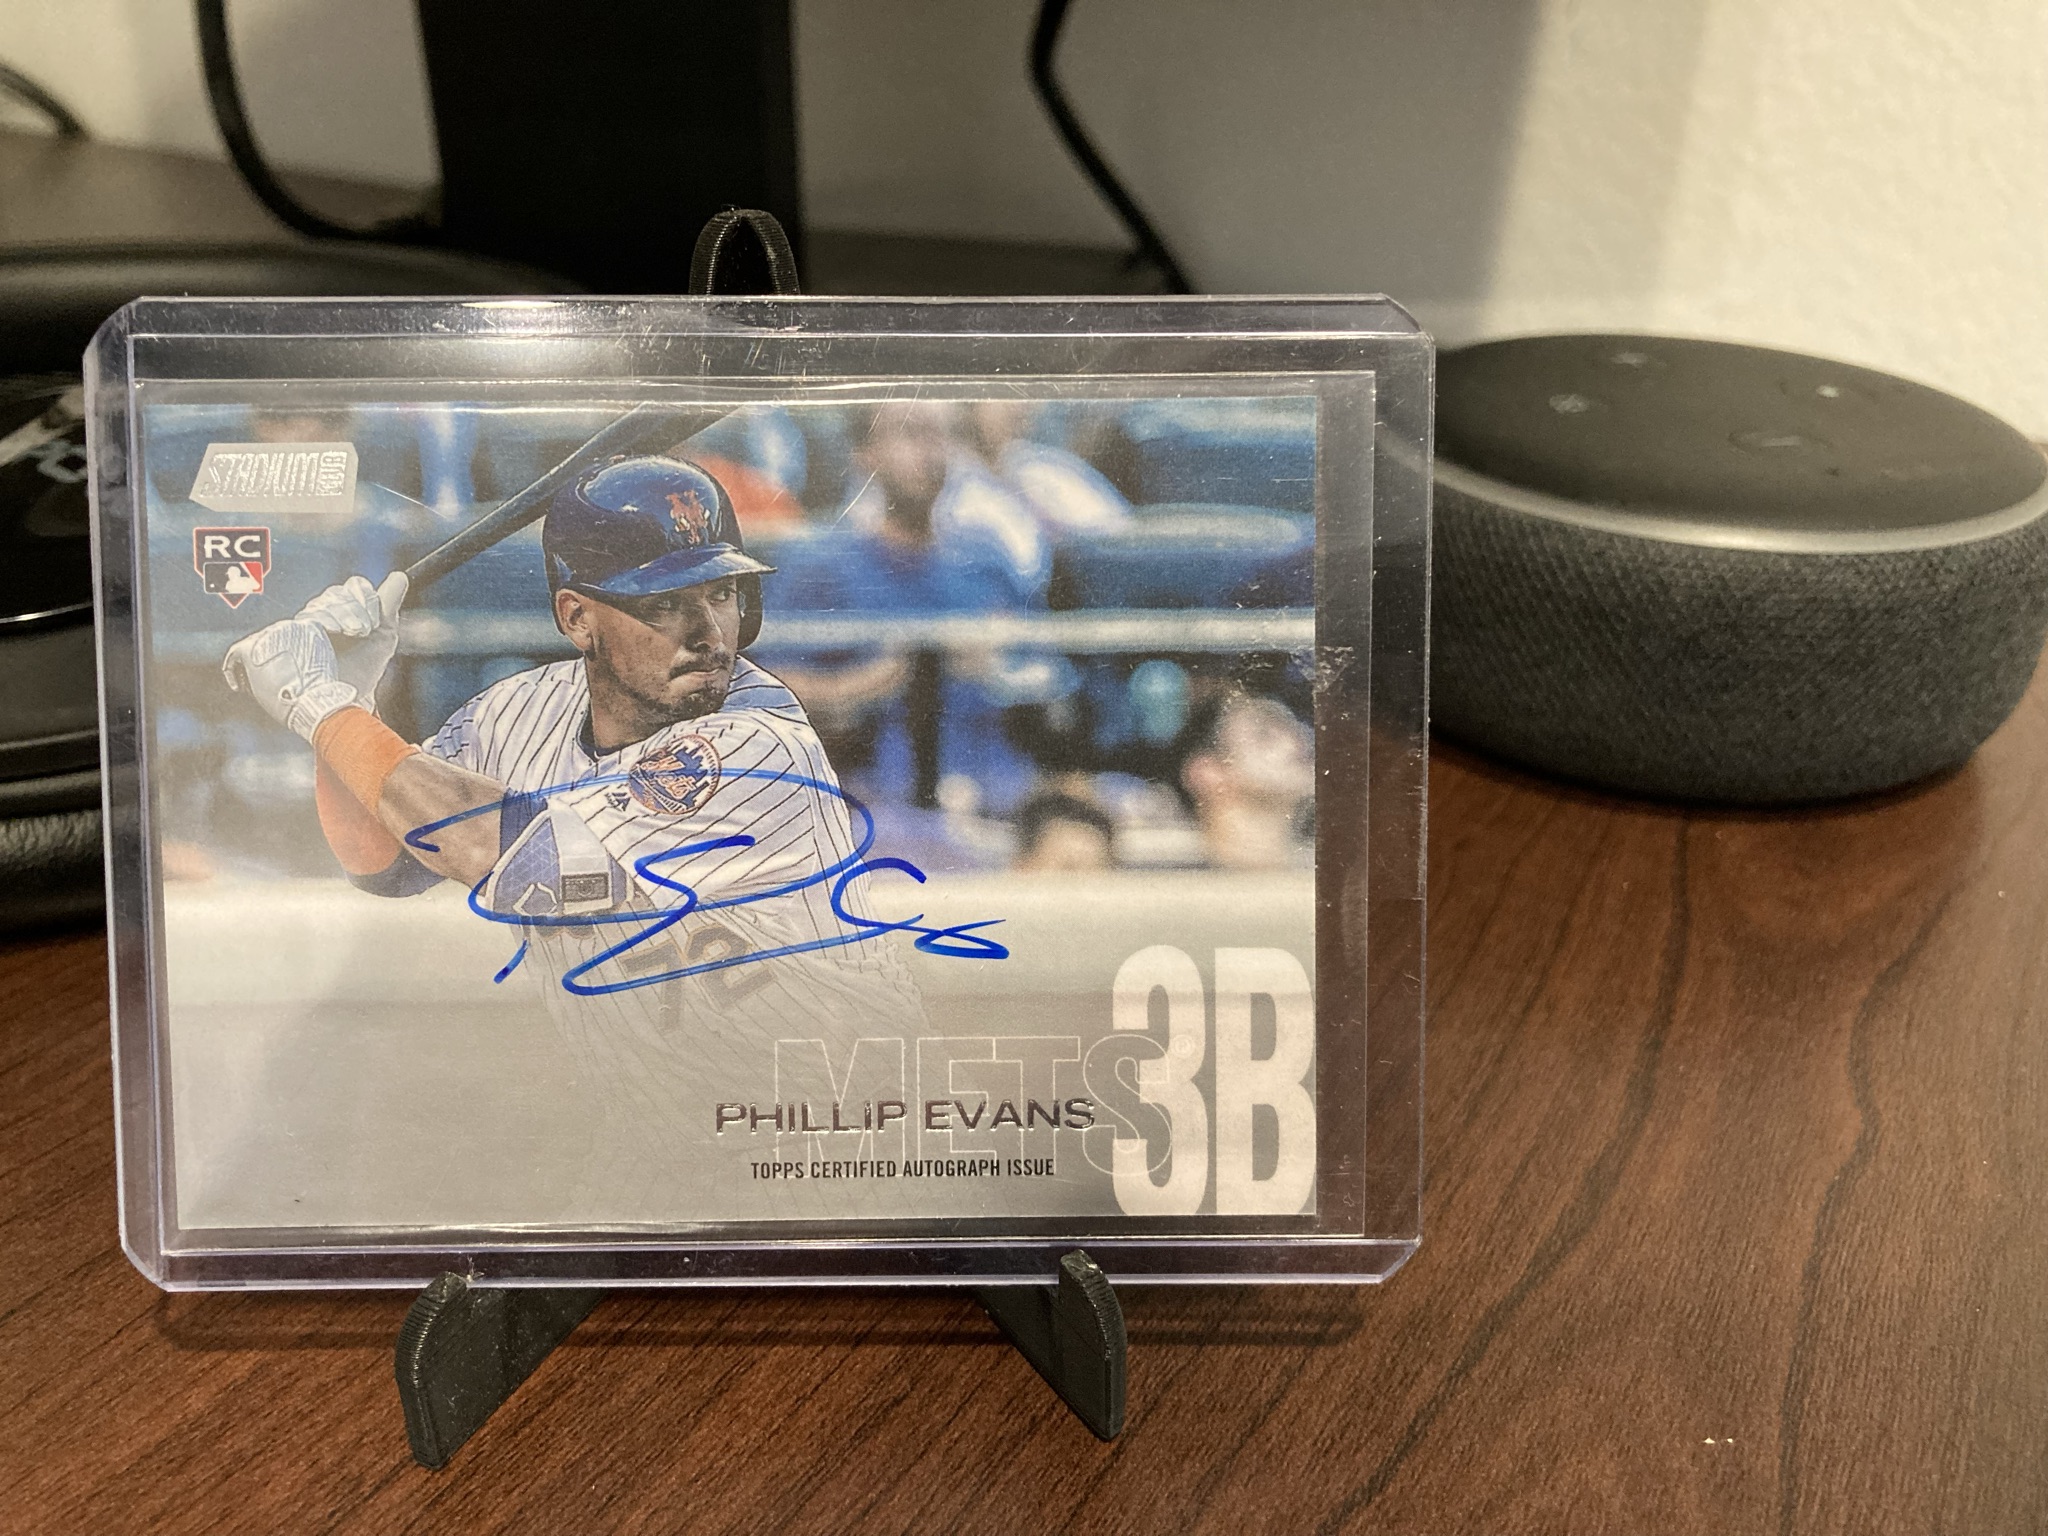 STADIUM CLUB
RC
72
METS
3B
PHILLIP EVANS
TOPPS CERTIFIED AUTOGRAPH ISSUE